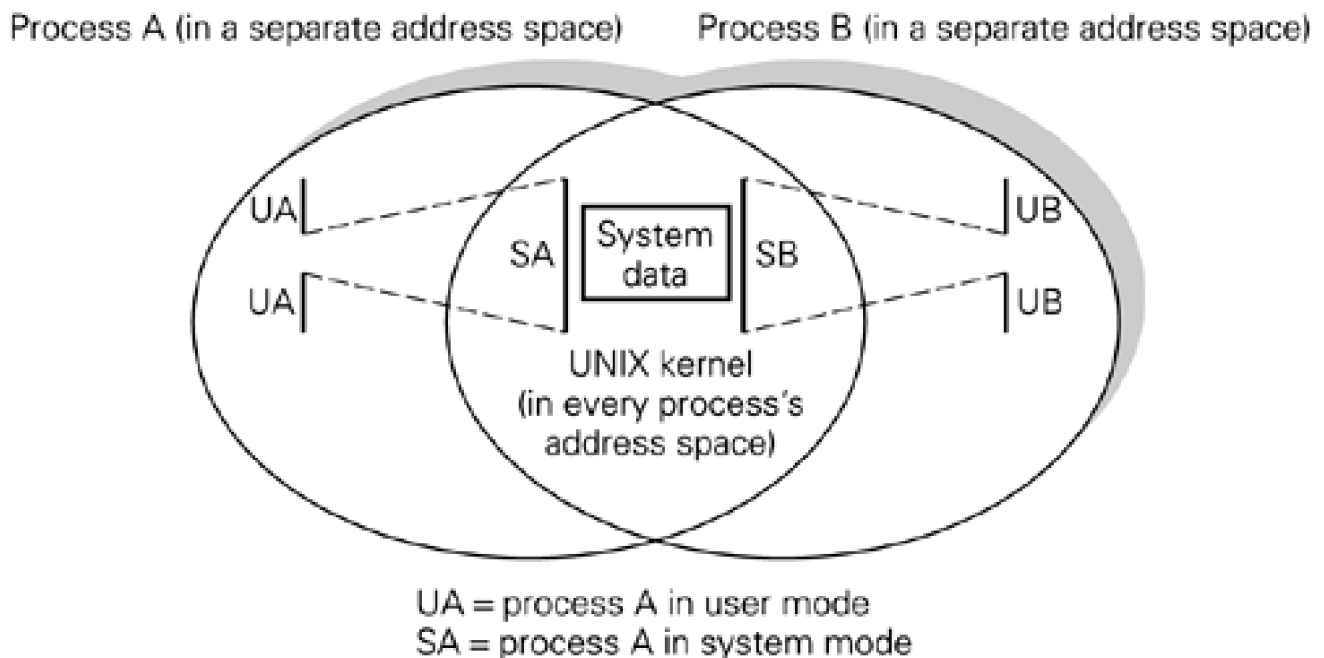 Process A (in a separate address space)
Process B (in a separate address space)
UA
UA
SA
System
data
SB
UB
UB
UNIX kernel
(in every process's
address space)
UA = process A in user mode
SA = process A in system mode